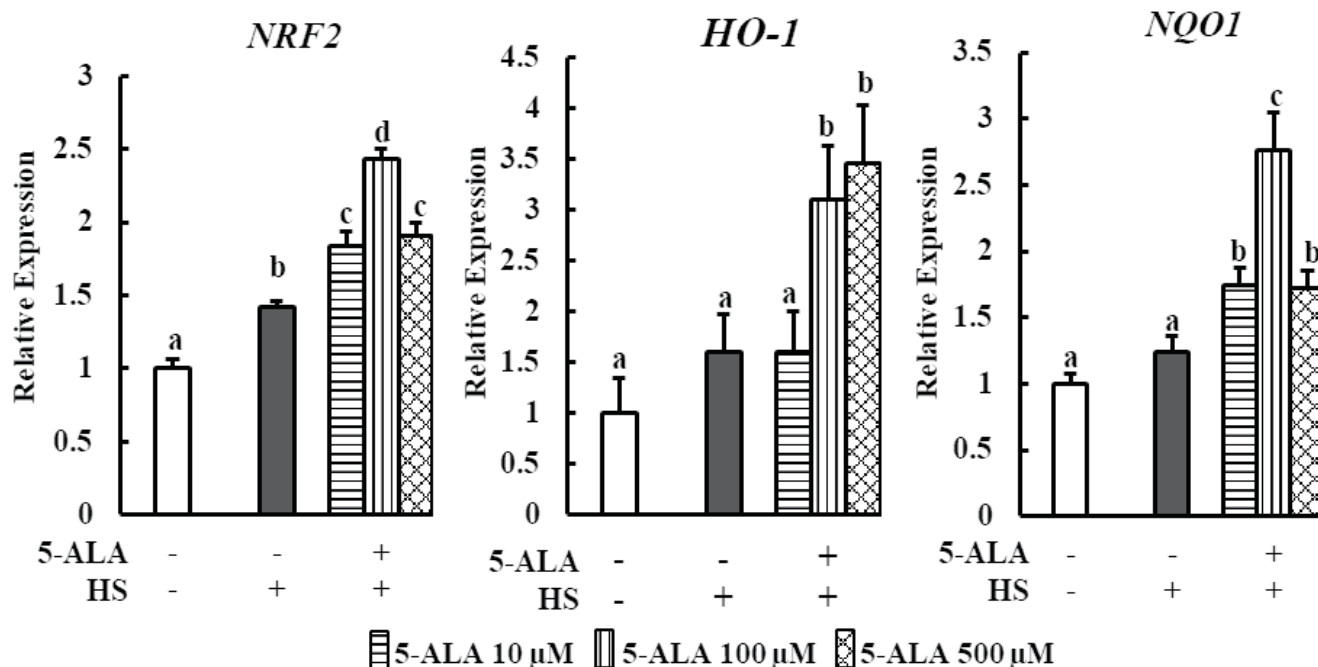 NRF2
Relative Expression
3
2.5
2
1.5
1
0.5
0
a
b
c
d
c
5-ALA - - +
HS - + +
HO-1
Relative Expression
4.5
4
3.5
3
2.5
2
1.5
1
0.5
0
a
a
a
b
b
5-ALA - - +
HS - + +
NQO1
Relative Expression
3.5
3
2.5
2
1.5
1
0.5
0
a
a
b
c
b
5-ALA - - +
HS - + +
5-ALA 10 µM 5-ALA 100 µM 5-ALA 500 µM